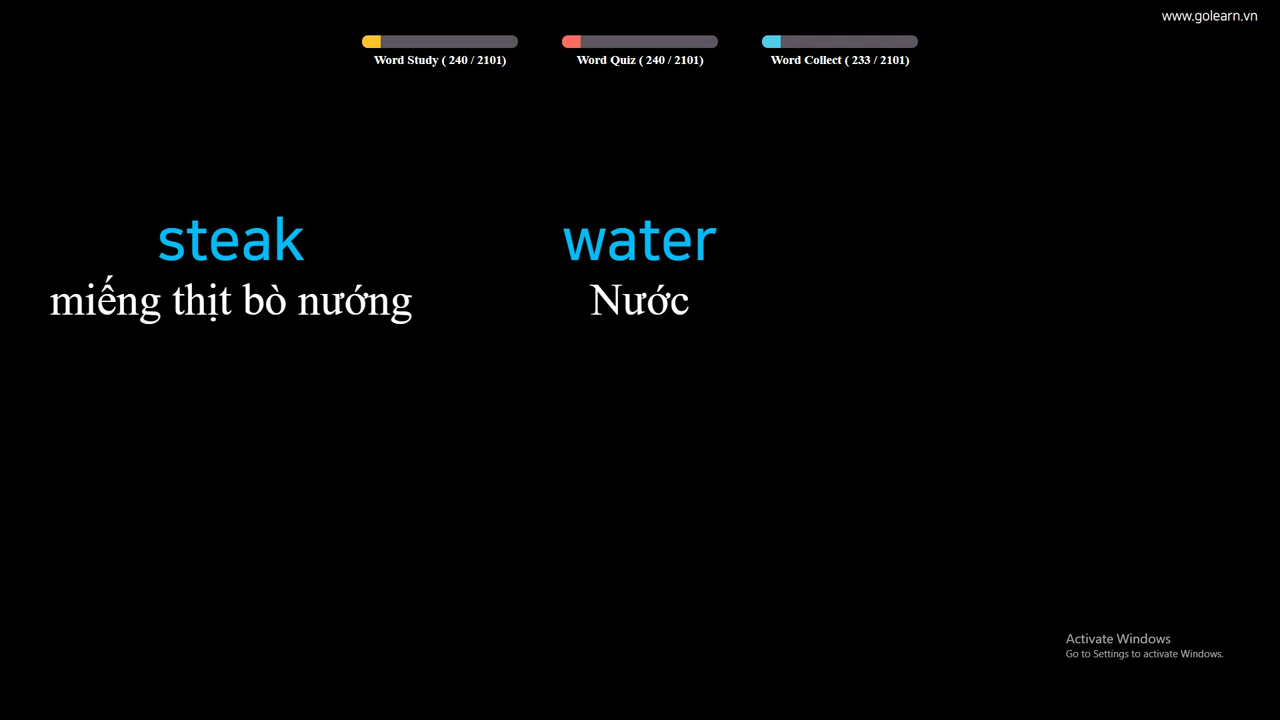 www.golearn.vn
Word Study ( 240 / 2101) Word Quiz ( 240 / 2101) Word Collect ( 233 / 2101)
steak water
miếng thịt bò nướng Nước
Activate Windows
Go to Settings to activate Windows.